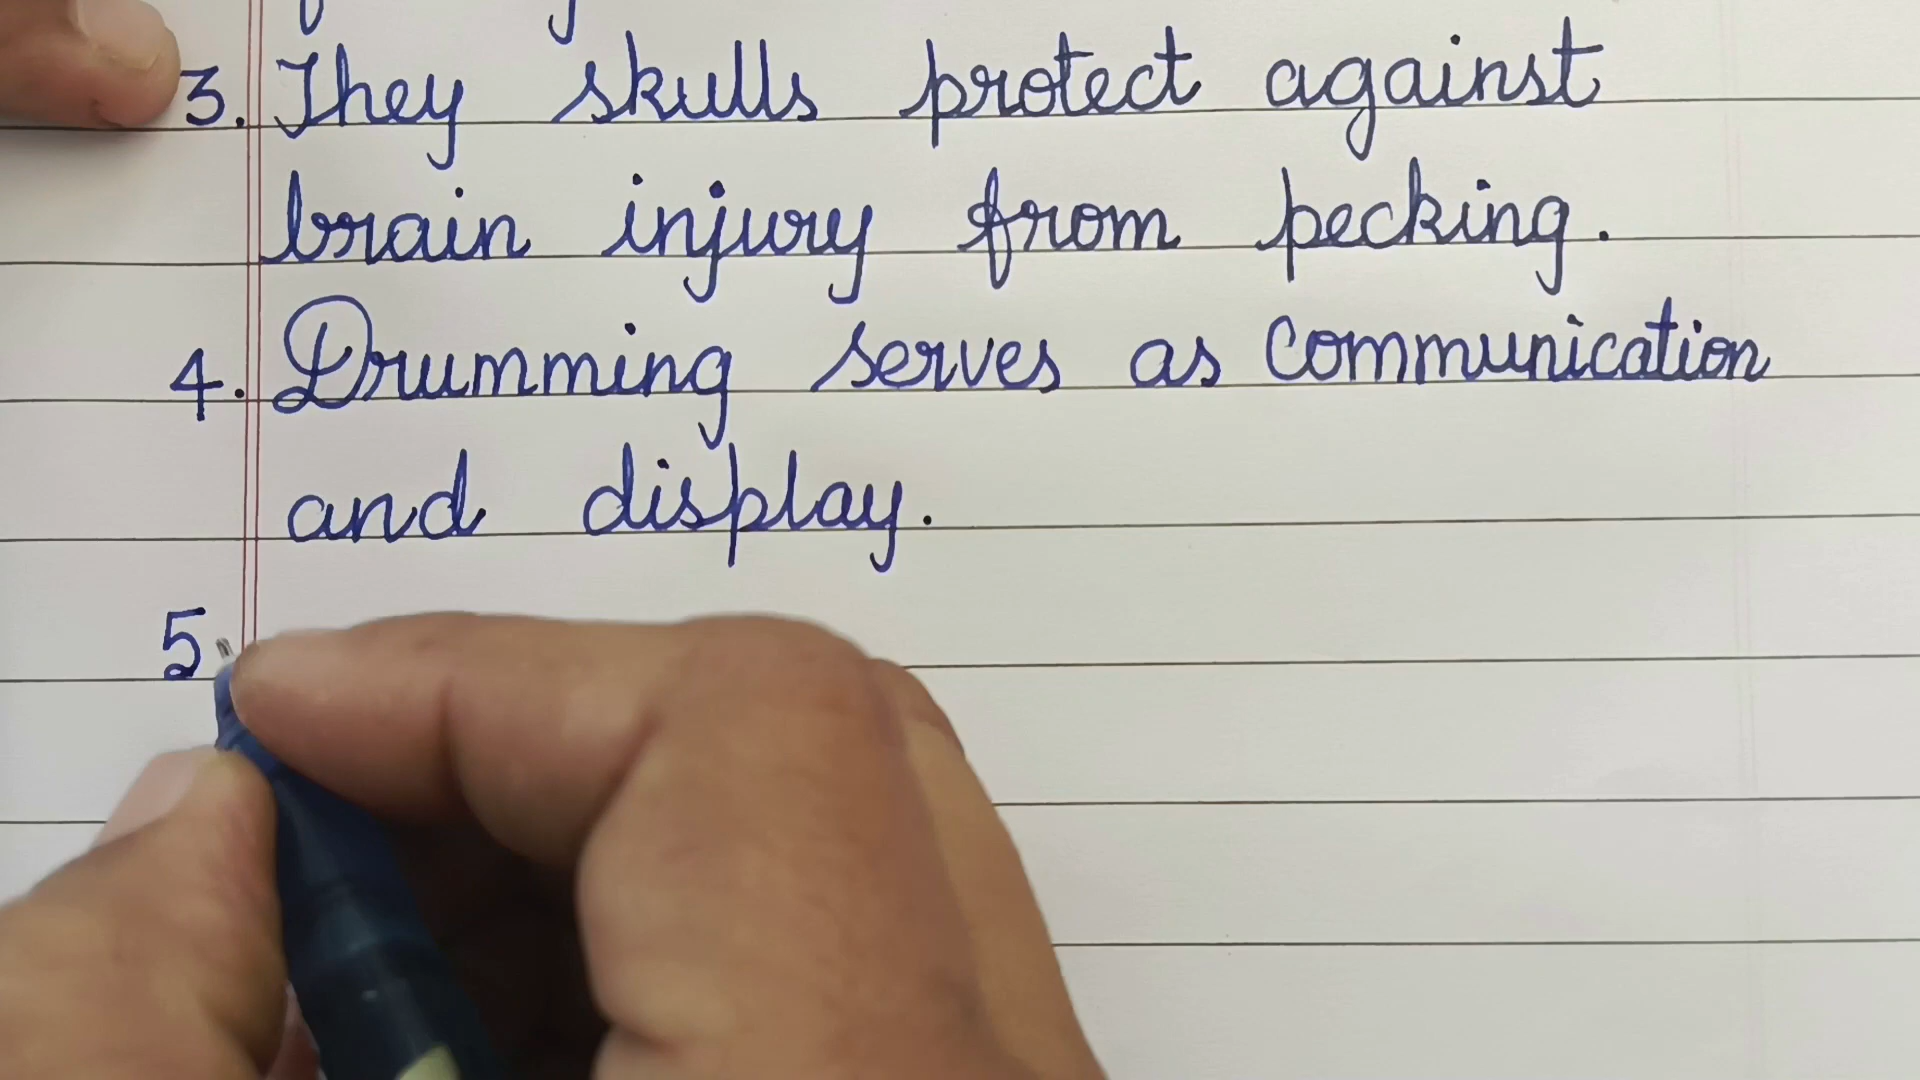 3. They skulls protect against
brain injury from pecking.
4. Drumming serves as Communication
and display.
5